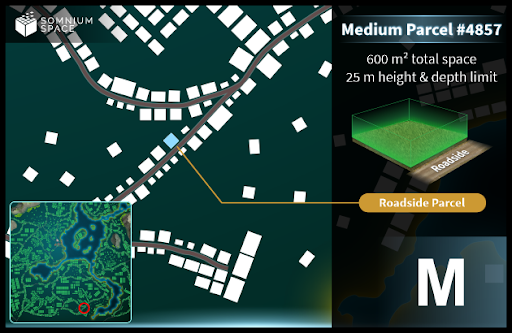 SOMNIUM
SPACE
Medium Parcel #4857
600 m² total space
25 m height & depth limit
Roadside
Roadside Parcel
M